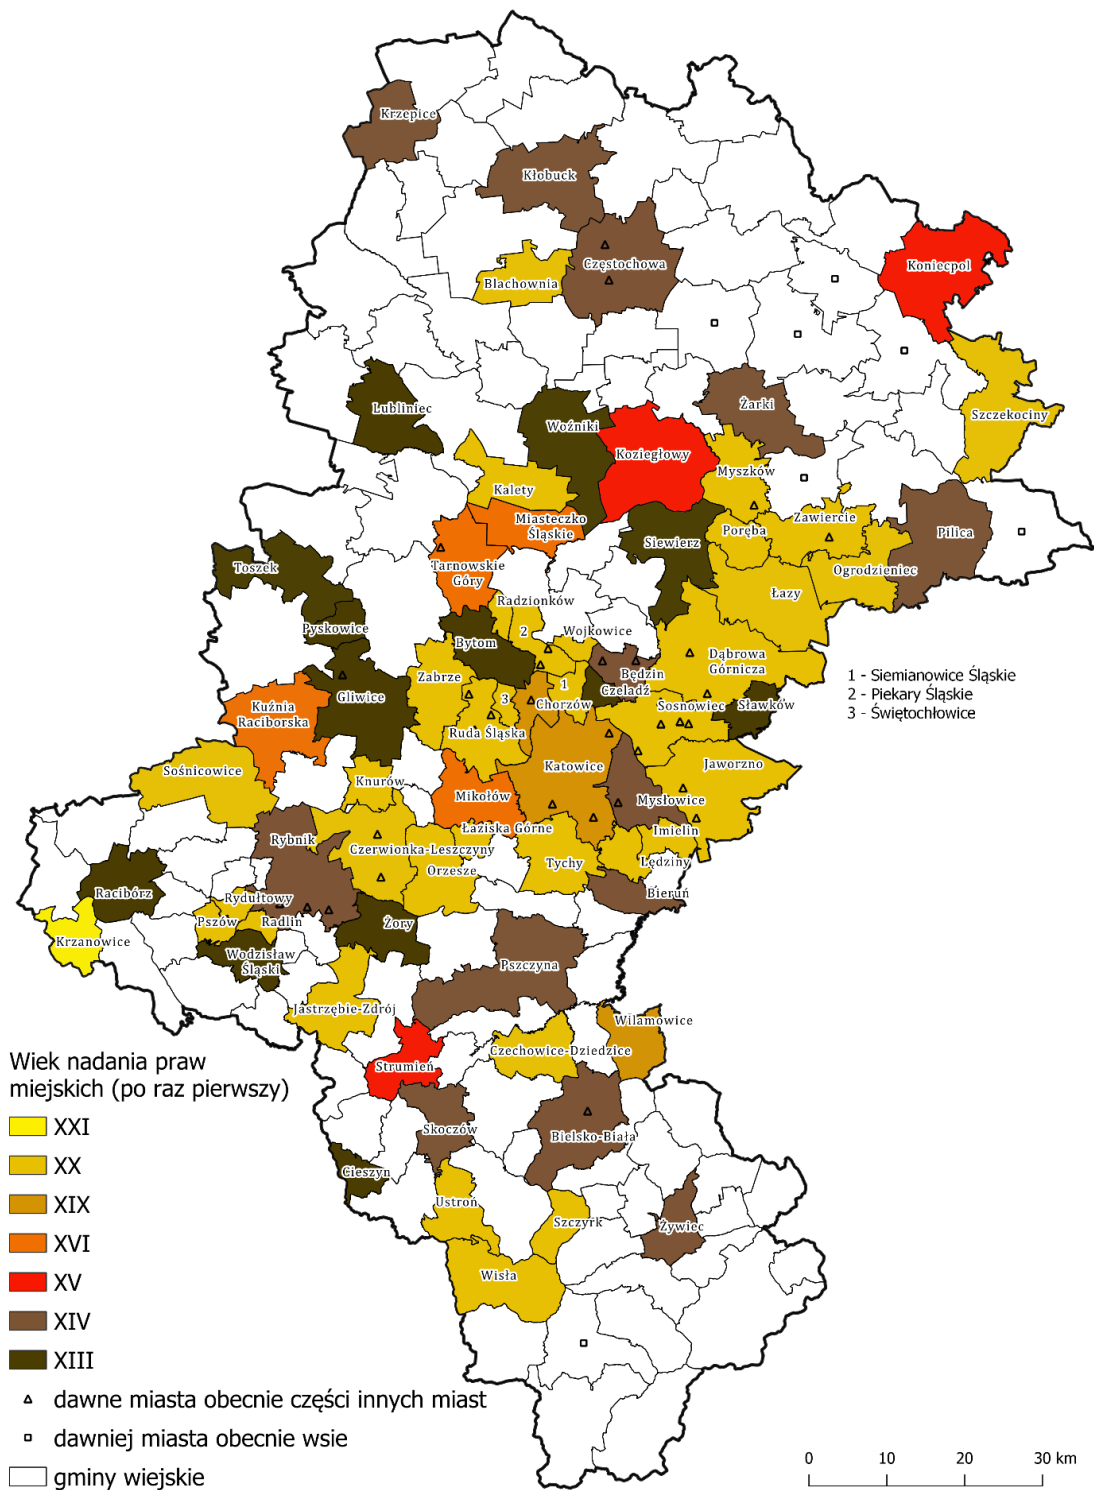 Krzepice
Kłobuck
Częstochowa
Blachownia
Koniecpol
Szczekociny
Lubliniec
Woźniki
Żarki
Koziegłowy
Myszków
Kalety
Miasteczko
Śląskie
Zawiercie
Poręba
Pilica
Siewierz
Tarnowskie
Góry
Toszek
Ogrodzieniec
Łazy
Radzionków
2
Wojkowice
Pyskowice
Bytom
Dąbrowa
Górnicza
Będzin
Zabrze
1
Czeladź
Gliwice
3
Chorzów
Sosnowiec
Sławków
Kuźnia
Raciborska
Ruda Śląska
1 - Siemianowice Śląskie
2 - Piekary Śląskie
3 - Świętochłowice
Sośnicowice
Knurów
Katowice
Jaworzno
Mikołów
Mysłowice
Łaziska Górne
Imielin
Rybnik
Czerwionka-Leszczyny
Orzesze
Tychy
Lędziny
Bieruń
Racibórz
Rydułtowy
Pszów
Radlin
Żory
Krzanowice
Wodzisław
Śląski
Pszczyna
Jastrzębie-Zdrój
Wilamowice
Czechowice-Dziedzice
Strumień
Skoczów
Bielsko-Biała
Cieszyn
Ustroń
Szczyrk
Żywiec
Wisła
Wiek nadania praw
miejskich (po raz pierwszy)
XXI
XX
XIX
XVI
XV
XIV
XIII
dawne miasta obecnie części innych miast
dawniej miasta obecnie wsie
gminy wiejskie
0 10 20 30 km